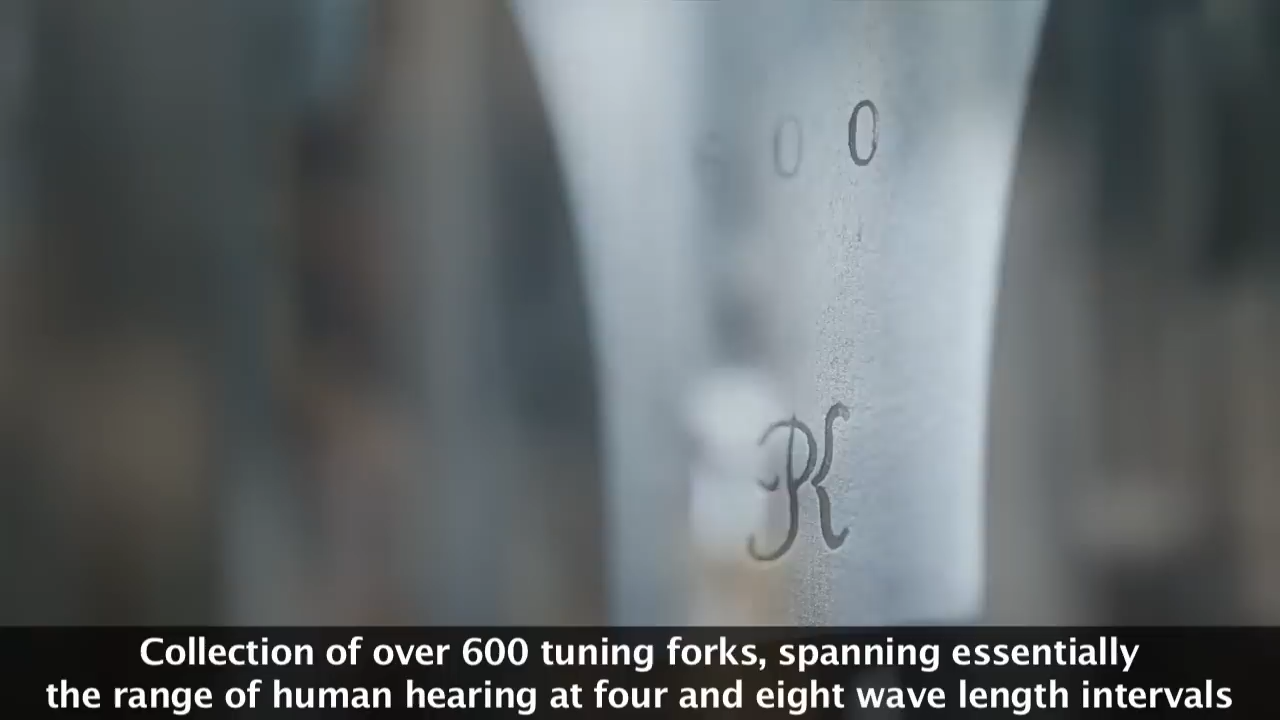 0 0
RK
Collection of over 600 tuning forks, spanning essentially
the range of human hearing at four and eight wave length intervals